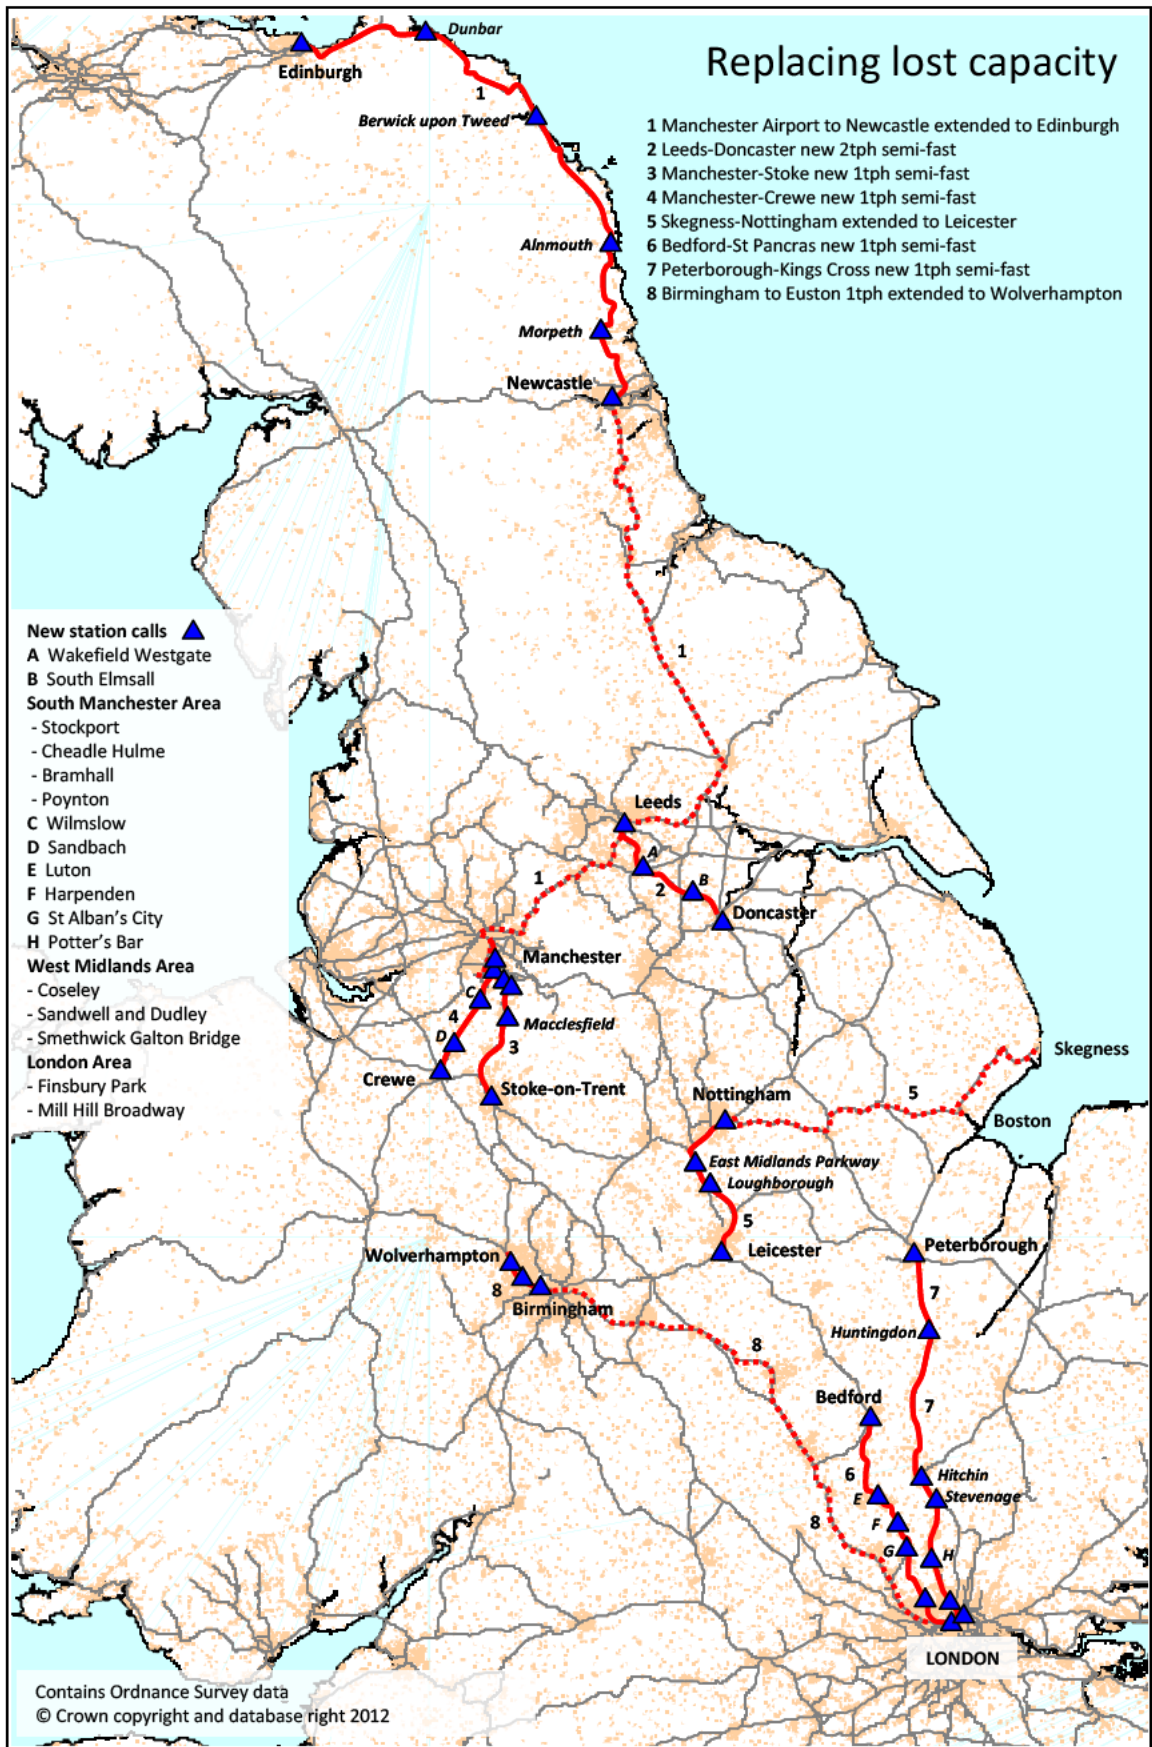 Replacing lost capacity
1 Manchester Airport to Newcastle extended to Edinburgh
2 Leeds-Doncaster new 2tph semi-fast
3 Manchester-Stoke new 1tph semi-fast
4 Manchester-Crewe new 1tph semi-fast
5 Skegness-Nottingham extended to Leicester
6 Bedford-St Pancras new 1tph semi-fast
7 Peterborough-Kings Cross new 1tph semi-fast
8 Birmingham to Euston 1tph extended to Wolverhampton
Dunbar
Edinburgh
1
Berwick upon Tweed
Alnmouth
Morpeth
Newcastle
1
New station calls
A Wakefield Westgate
B South Elmsall
South Manchester Area
- Stockport
- Cheadle Hulme
- Bramhall
- Poynton
C Wilmslow
D Sandbach
E Luton
F Harpenden
G St Alban's City
H Potter's Bar
West Midlands Area
- Coseley
- Sandwell and Dudley
- Smethwick Galton Bridge
London Area
- Finsbury Park
- Mill Hill Broadway
Leeds
A
1
2
B
Doncaster
Manchester
C
4
Macclesfield
D
3
Crewe
Stoke-on-Trent
Skegness
Nottingham
5
Boston
East Midlands Parkway
Loughborough
5
Leicester
Peterborough
Wolverhampton
8
Birmingham
7
Huntingdon
8
Bedford
7
6
Hitchin
E
Stevenage
8
F
G
H
LONDON
Contains Ordnance Survey data
© Crown copyright and database right 2012